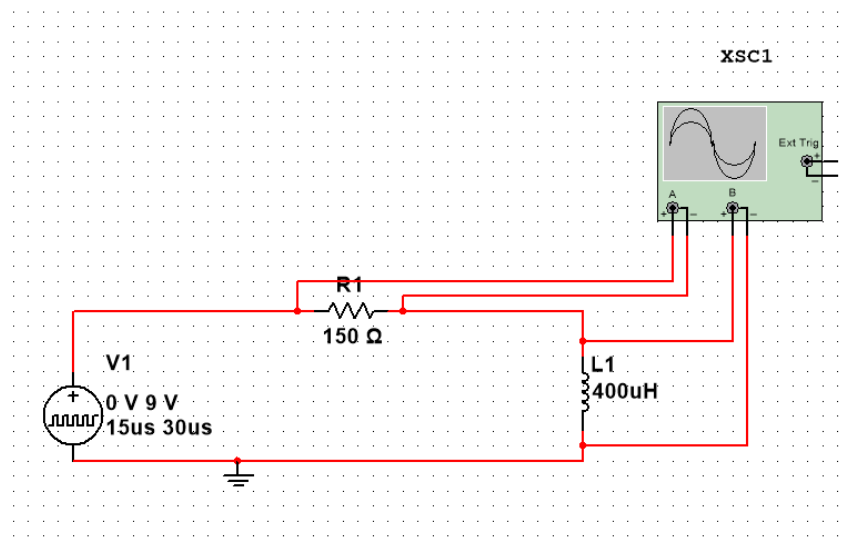 XSC1
Ext Trig
+
−
A
B
+
−
+
−
R1
150 Ω
V1
+
0 V 9 V
15us 30us
L1
400uH